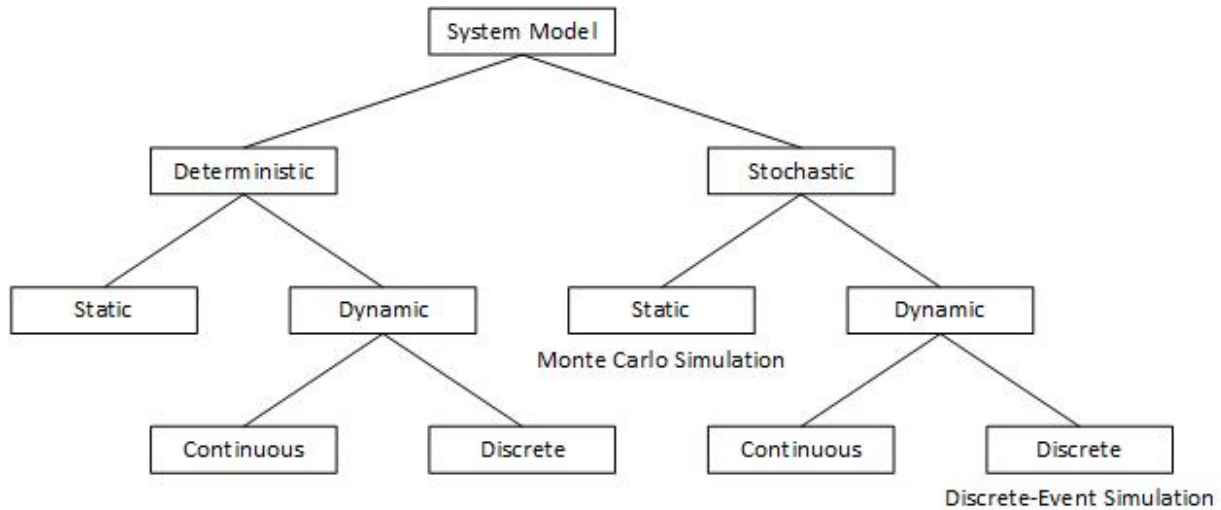 System Model
Deterministic
Stochastic
Static
Dynamic
Static
Dynamic
Monte Carlo Simulation
Continuous
Discrete
Continuous
Discrete
Discrete-Event Simulation